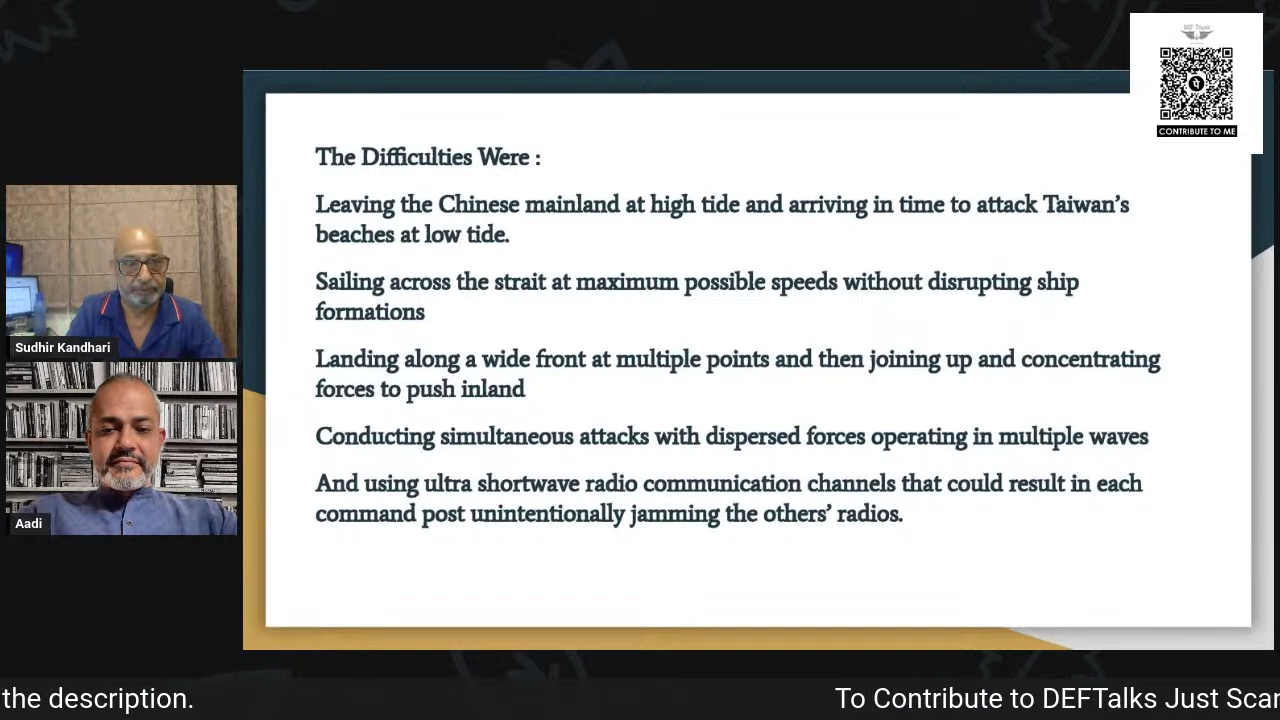 CONTRIBUTE TO ME
The Difficulties Were :
Leaving the Chinese mainland at high tide and arriving in time to attack Taiwan’s
beaches at low tide.
Sailing across the strait at maximum possible speeds without disrupting ship
formations
Landing along a wide front at multiple points and then joining up and concentrating
forces to push inland
Conducting simultaneous attacks with dispersed forces operating in multiple waves
And using ultra shortwave radio communication channels that could result in each
command post unintentionally jamming the others’ radios.
Sudhir Kandhari
Aadi
the description.
To Contribute to DEFTalks Just Scan